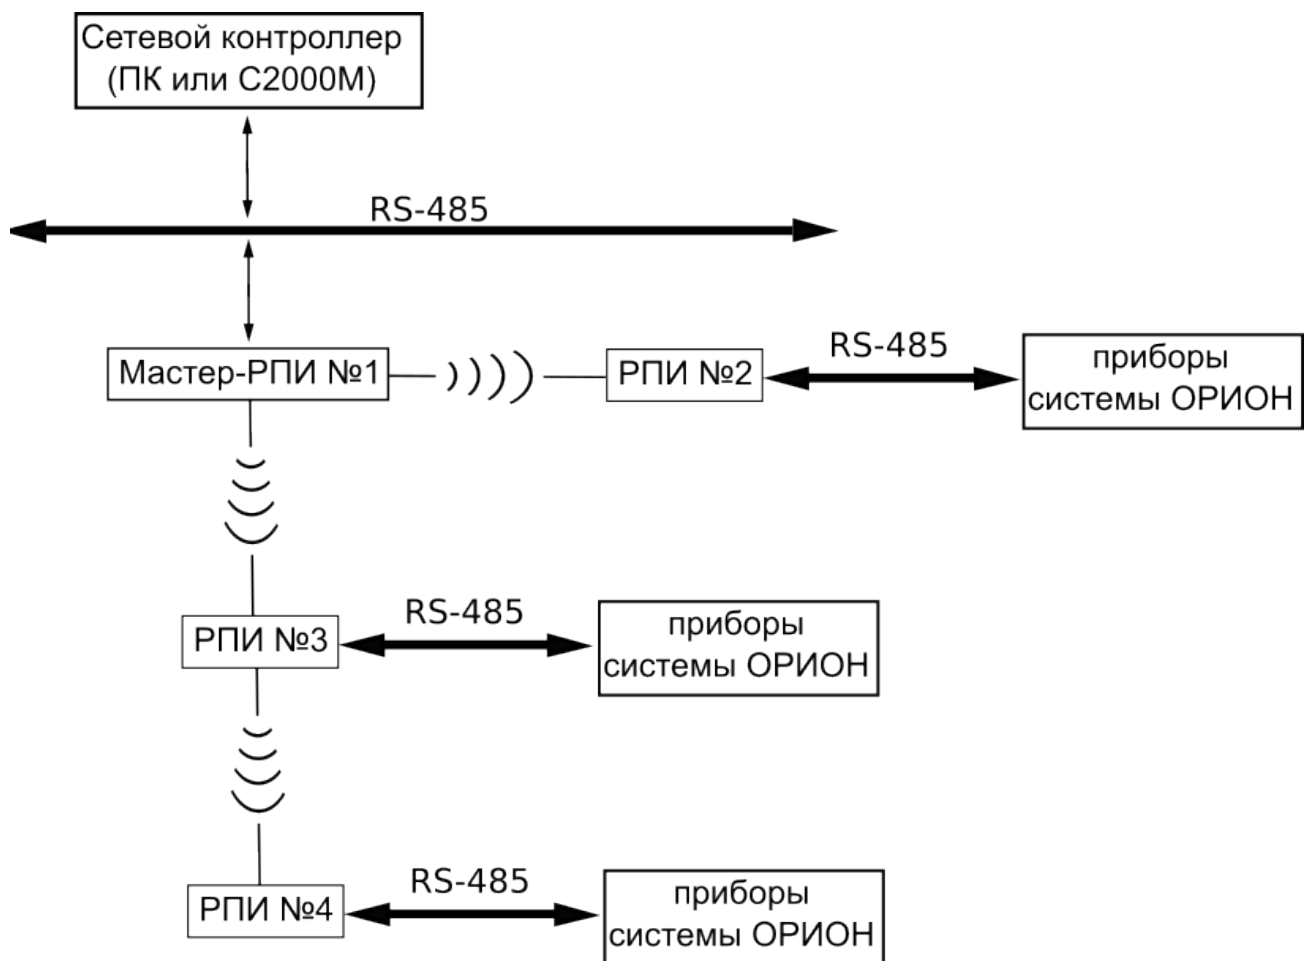 Сетевой контроллер
(ПК или С2000М)
RS-485
Мастер-РПИ №1
РПИ №2
RS-485
приборы
системы ОРИОН
РПИ №3
RS-485
приборы
системы ОРИОН
РПИ №4
RS-485
приборы
системы ОРИОН